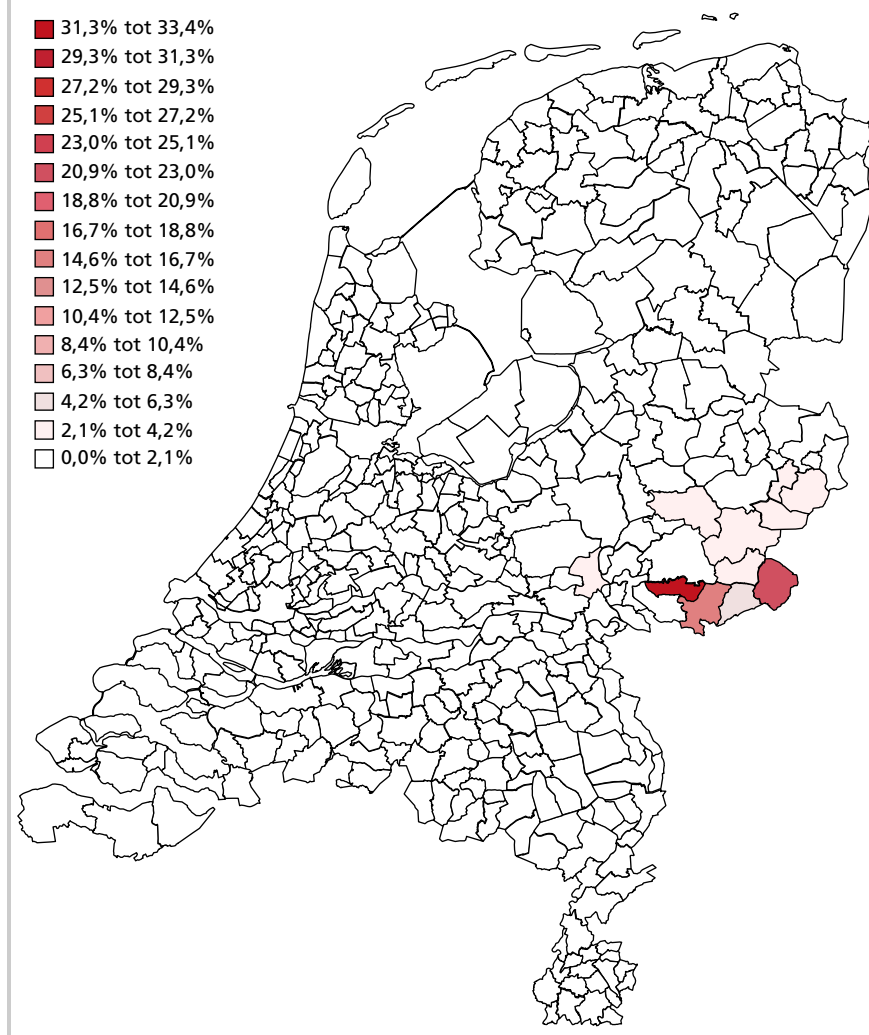 31,3% tot 33,4%
29,3% tot 31,3%
27,2% tot 29,3%
25,1% tot 27,2%
23,0% tot 25,1%
20,9% tot 23,0%
18,8% tot 20,9%
16,7% tot 18,8%
14,6% tot 16,7%
12,5% tot 14,6%
10,4% tot 12,5%
8,4% tot 10,4%
6,3% tot 8,4%
4,2% tot 6,3%
2,1% tot 4,2%
0,0% tot 2,1%